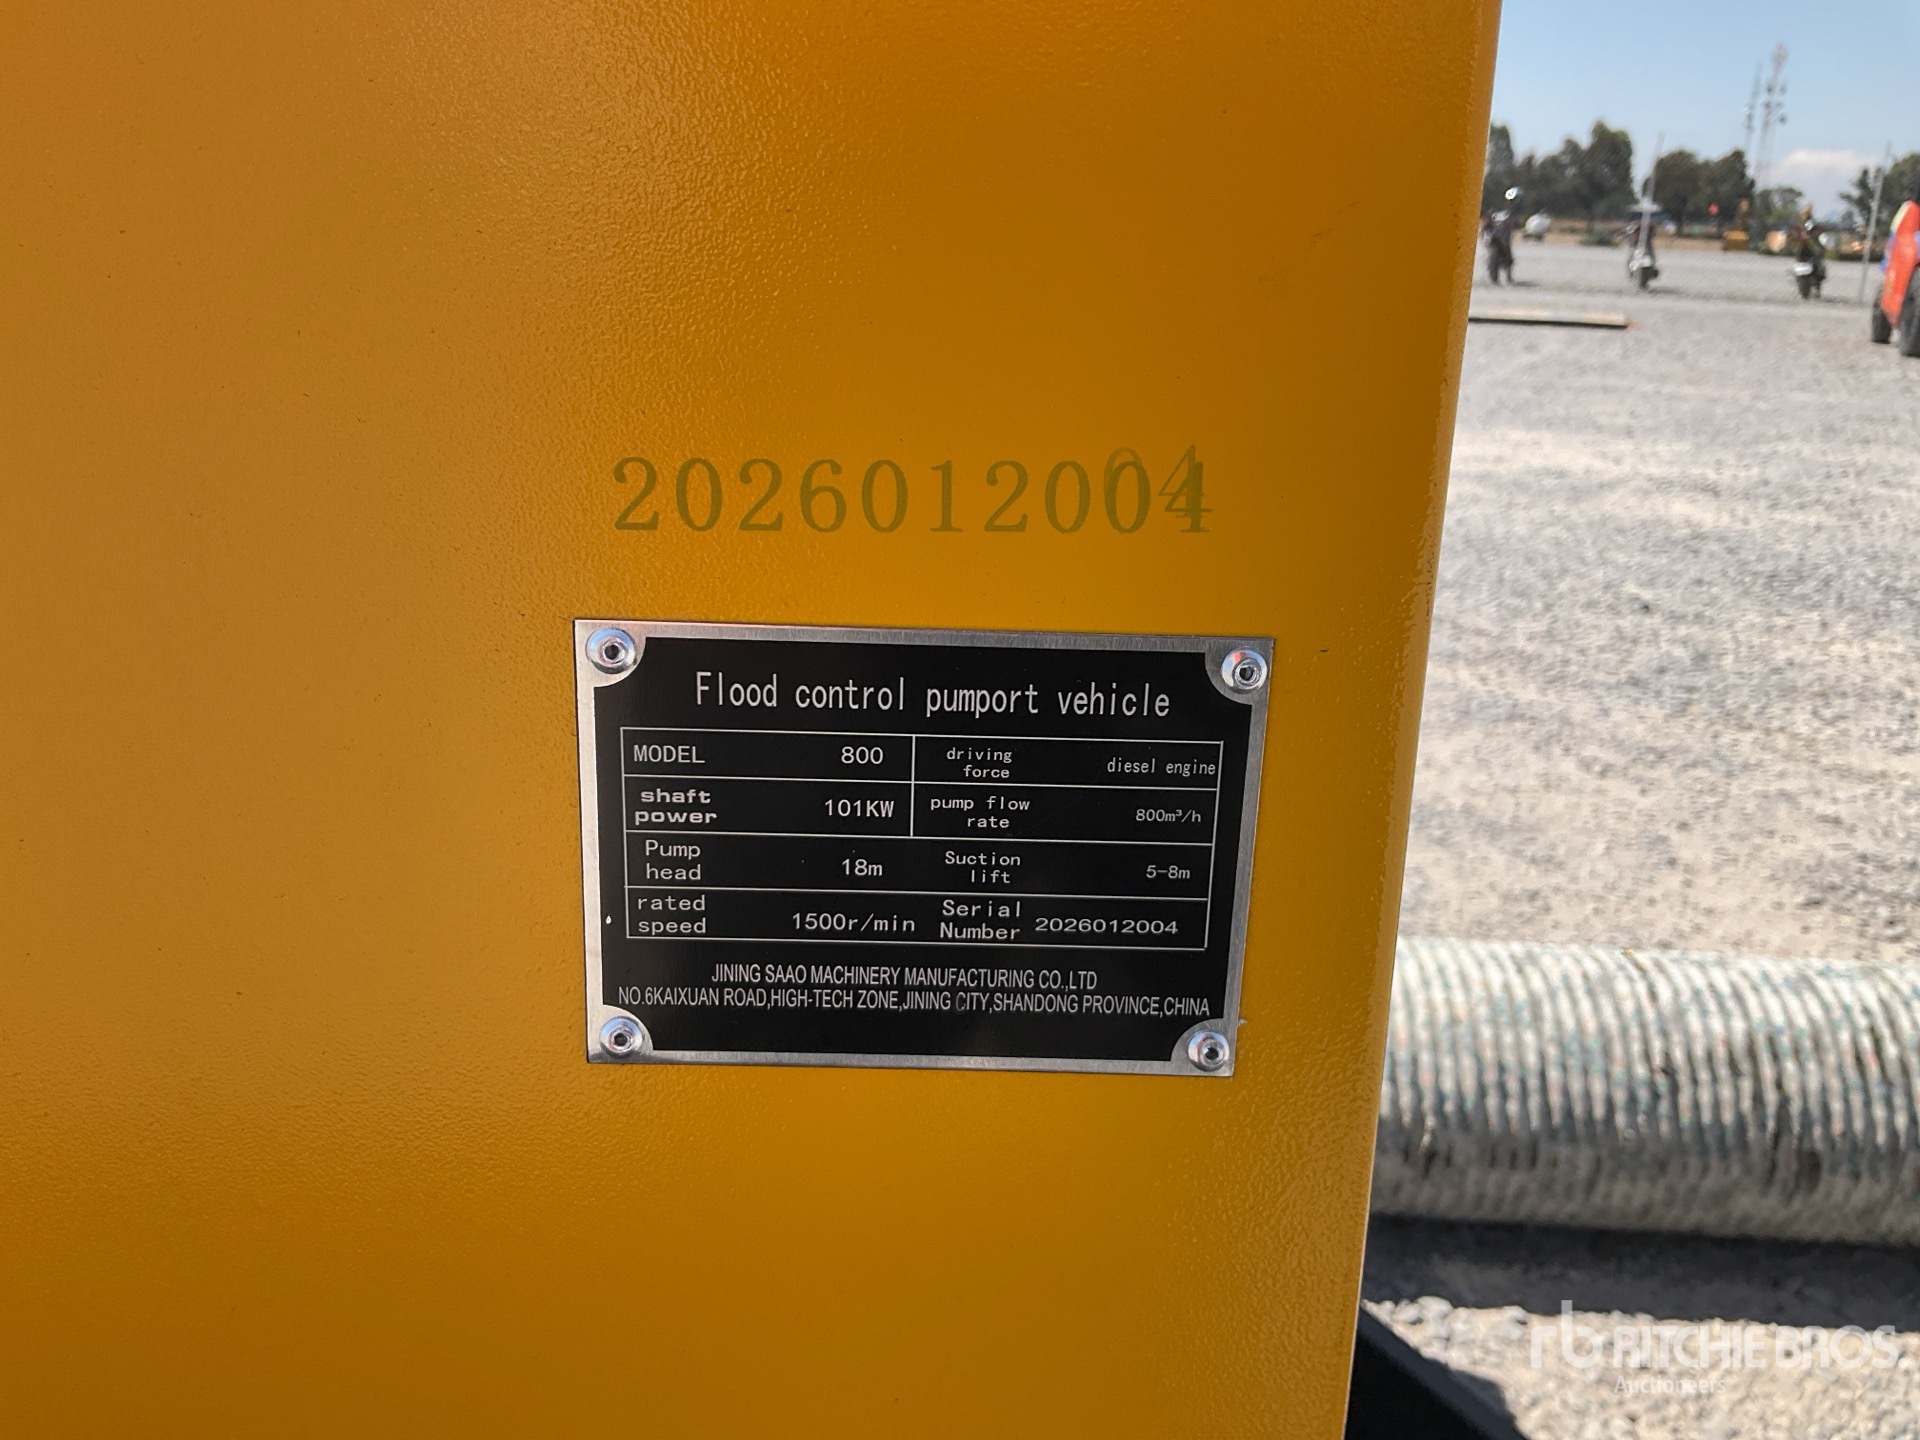 2026012004
Flood control pumport vehicle
MODEL 800 driving force diesel engine
shaft power 101KW pump flow rate 800m³/h
Pump head 18m Suction lift 5-8m
rated speed 1500r/min Serial Number 2026012004
JINING SAAO MACHINERY MANUFACTURING CO.,LTD
NO.6KAIXUAN ROAD,HIGH-TECH ZONE,JINING CITY,SHANDONG PROVINCE,CHINA
rb RITCHIE BROS.
Auctioneers